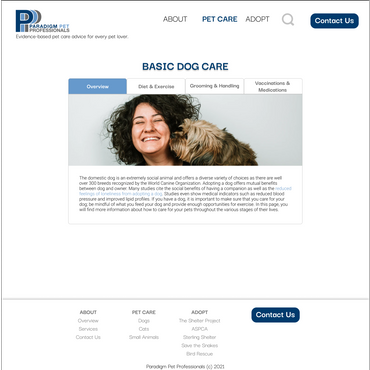 PARADIGM PET
PROFESSIONALS
Evidence-based pet care advice for every pet lover.
ABOUT PET CARE ADOPT Contact Us
BASIC DOG CARE
Overview Diet & Exercise Grooming & Handling Vaccinations & Medications
The domestic dog is an extremely social animal and offers a diverse variety of choices as there are well
over 300 breeds recognized by the World Canine Organization. Adopting a dog offers mutual benefits
between dog and owner. Many studies cite the social benefits of having a companion as well as the reduced
feelings of loneliness from adopting a dog. Studies even show medical indicators such as reduced blood
pressure and improved lipid profiles. If you have a dog, it is important to make sure that you care for your
dog, be mindful of what you feed your dog and provide enough opportunities for exercise. In this page, you
will find more information about how to care for your pets throughout the various stages of their lives.
ABOUT PET CARE ADOPT Contact Us
Overview Dogs The Shelter Project
Services Cats ASPCA
Contact Us Small Animals Sterling Shelter
Save the Snakes
Bird Rescue
Paradigm Pet Professionals (c) 2021